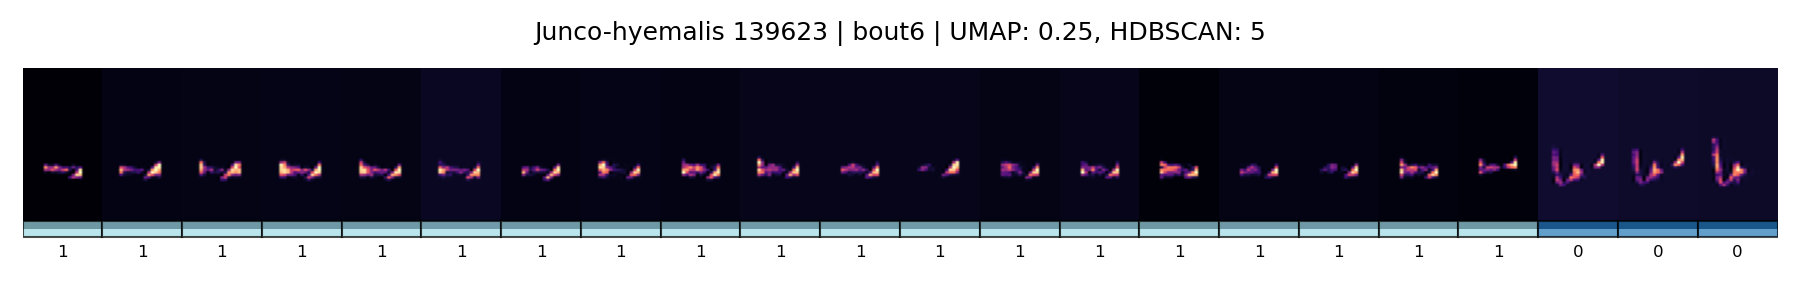 Junco-hyemalis 139623 | bout6 | UMAP: 0.25, HDBSCAN: 5
1 1 1 1 1 1 1 1 1 1 1 1 1 1 1 1 1 1 1 0 0 0